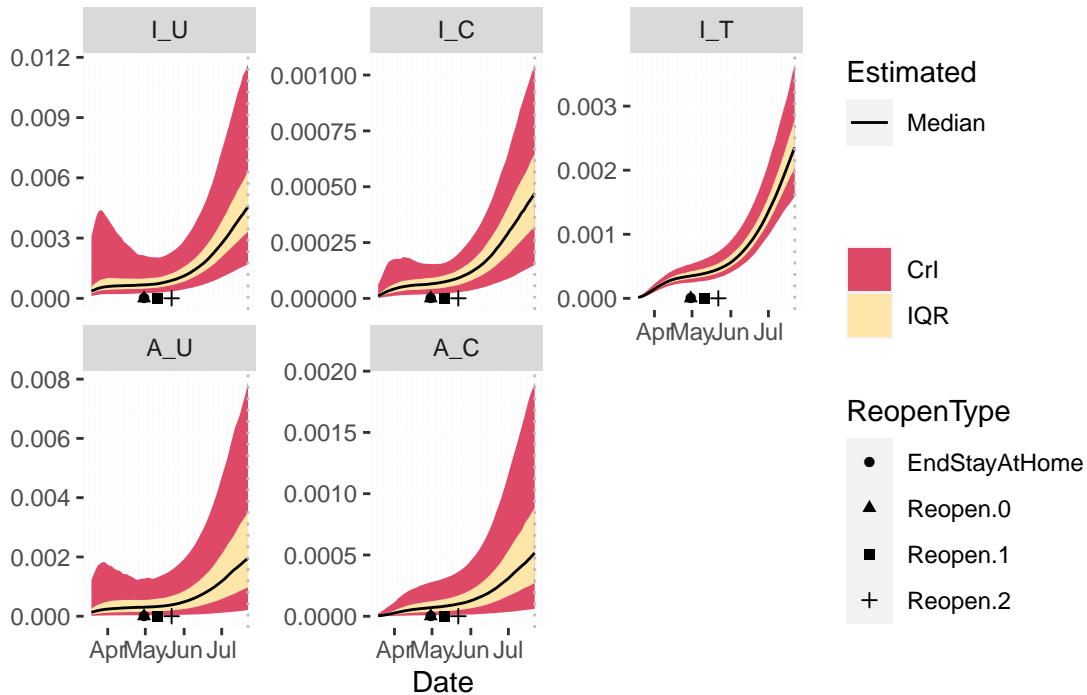 I_U I_C I_T
0.012
0.009
0.006
0.003
0.000
0.00100
0.00075
0.00050
0.00025
0.00000
0.003
0.002
0.001
0.000
Apr May Jun Jul
A_U A_C
0.008
0.006
0.004
0.002
0.000
0.0020
0.0015
0.0010
0.0005
0.0000
Apr May Jun Jul
Apr May Jun Jul
Date
Estimated
Median
CrI
IQR
ReopenType
EndStayAtHome
Reopen.0
Reopen.1
Reopen.2